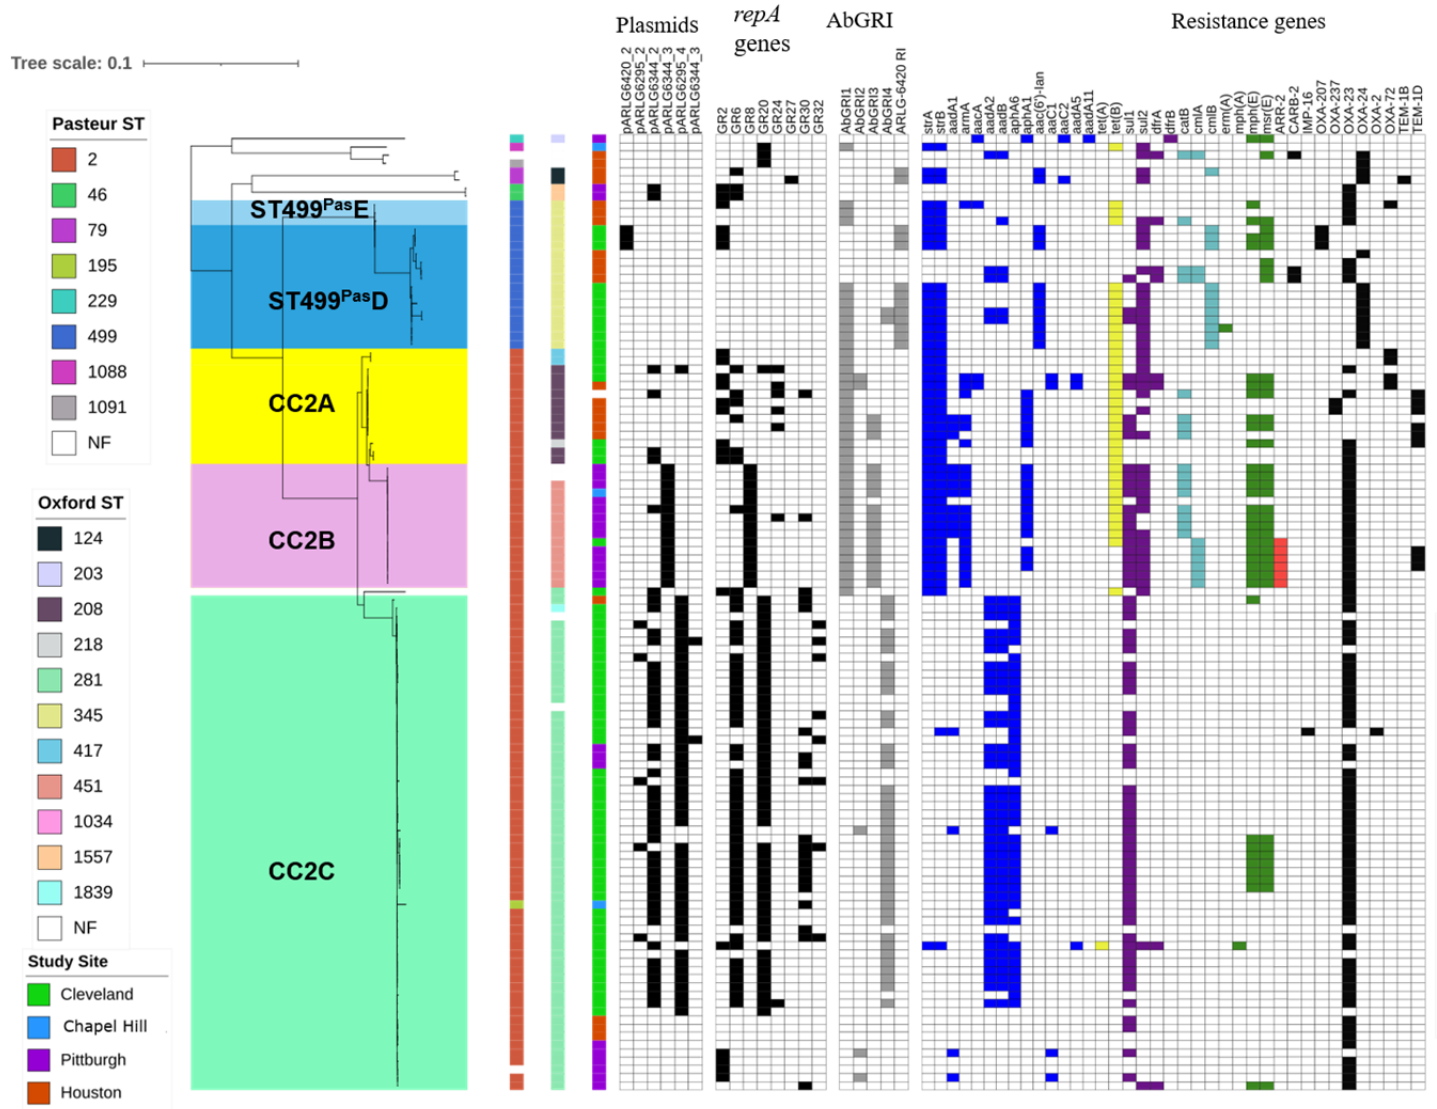 Plasmids
repA
genes
AbGRI
Resistance genes
Tree scale: 0.1
pARLG6420_2
pARLG6295_2
pARLG6344_2
pARLG6344_3
pARLG6295_4
pARLG6344_3
GR2
GR6
GR8
GR20
GR24
GR27
GR30
GR32
AbGRI1
AbGRI2
AbGRI3
AbGRI4
ARLG-6420 RI
strA
strB
aadA1
armA
aacA
aadA2
aadB
aphA6
aphA1
aac(6')-Ian
aaC1
aaC2
aadA5
aadA11
tet(A)
tet(B)
sul1
sul2
dfrA
dfrB
catB
cmlA
cmlB
erm(A)
mph(A)
mph(E)
msr(E)
ARR-2
CARB-2
IMP-16
OXA-207
OXA-237
OXA-23
OXA-24
OXA-2
OXA-72
TEM-1B
TEM-1D
Pasteur ST
2
46
79
195
229
499
1088
1091
NF
Oxford ST
124
203
208
218
281
345
417
451
1034
1557
1839
NF
Study Site
Cleveland
Chapel Hill
Pittburgh
Houston
ST499PasE
ST499PasD
CC2A
CC2B
CC2C